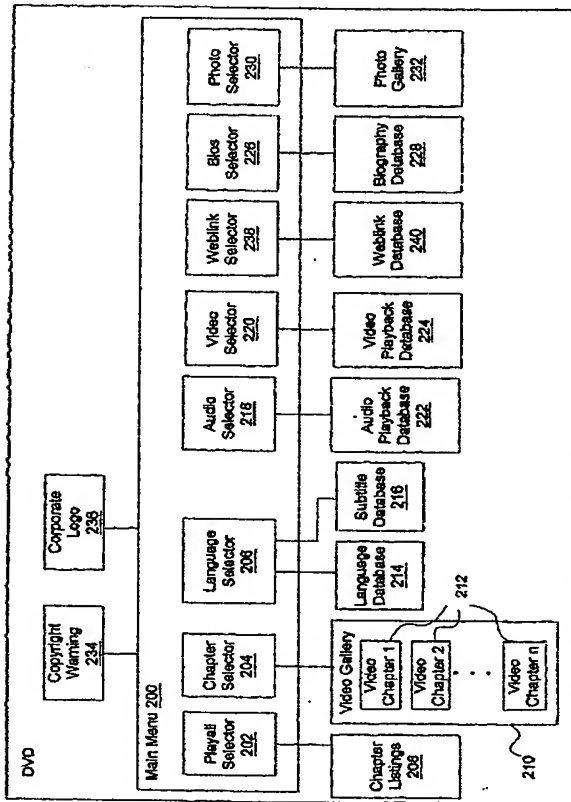 DVD
Copyright
Warning
234
Corporate
Logo
236
Main Menu 200
Playall
Selector
202
Chapter
Selector
204
Language
Selector
206
Audio
Selector
218
Video
Selector
220
Weblink
Selector
238
Bios
Selector
226
Photo
Selector
230
Chapter
Listings
208
Video Gallery
Video
Chapter 1
Video
Chapter 2
Video
Chapter n
210
212
Language
Database
214
Subtitle
Database
216
Audio
Playback
Database
222
Video
Playback
Database
224
Weblink
Database
240
Biography
Database
228
Photo
Gallery
232